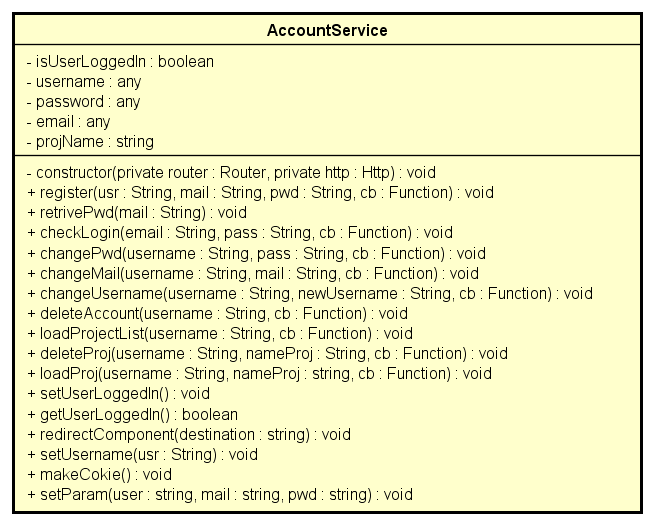 AccountService
- isUserLoggedIn : boolean
- username : any
- password : any
- email : any
- projName : string
- constructor(private router : Router, private http : Http) : void
+ register(usr : String, mail : String, pwd : String, cb : Function) : void
+ retrivePwd(mail : String) : void
+ checkLogin(email : String, pass : String, cb : Function) : void
+ changePwd(username : String, pass : String, cb : Function) : void
+ changeMail(username : String, mail : String, cb : Function) : void
+ changeUsername(username : String, newUsername : String, cb : Function) : void
+ deleteAccount(username : String, cb : Function) : void
+ loadProjectList(username : String, cb : Function) : void
+ deleteProj(username : String, nameProj : String, cb : Function) : void
+ loadProj(username : String, nameProj : string, cb : Function) : void
+ setUserLoggedIn() : void
+ getUserLoggedIn() : boolean
+ redirectComponent(destination : string) : void
+ setUsername(usr : String) : void
+ makeCokie() : void
+ setParam(user : string, mail : string, pwd : string) : void